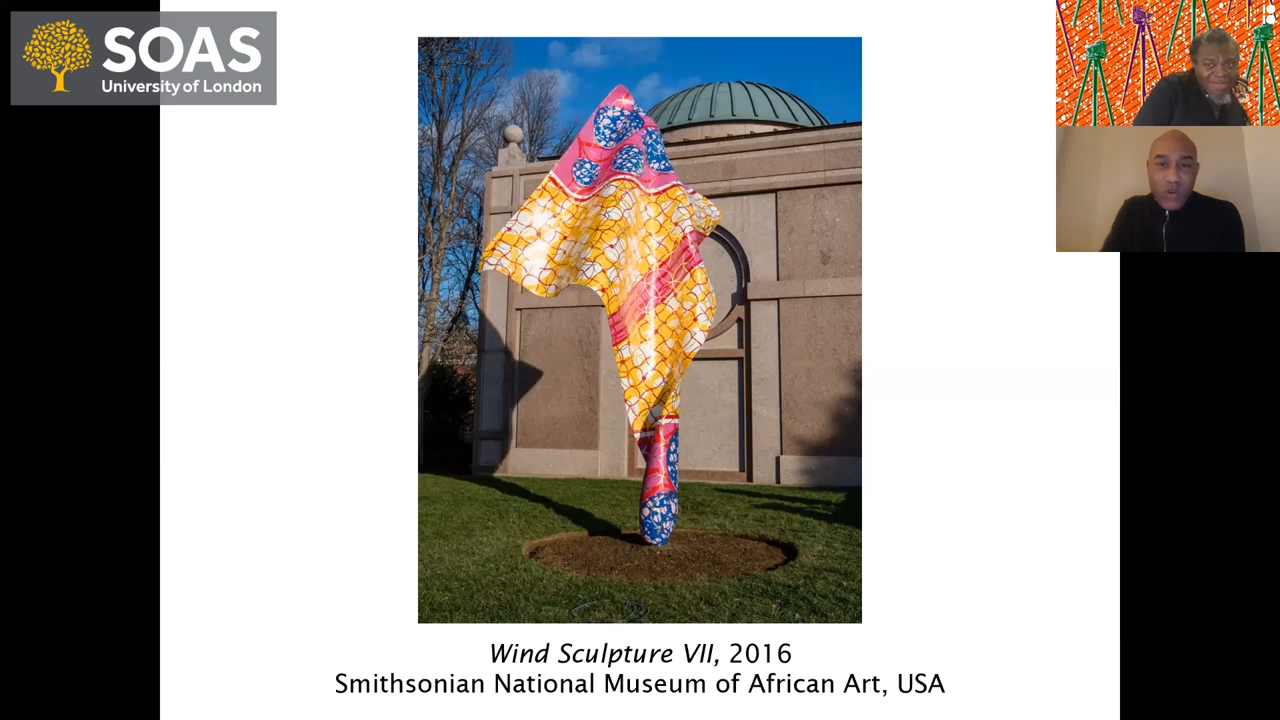 SOAS
University of London
Wind Sculpture VII, 2016
Smithsonian National Museum of African Art, USA